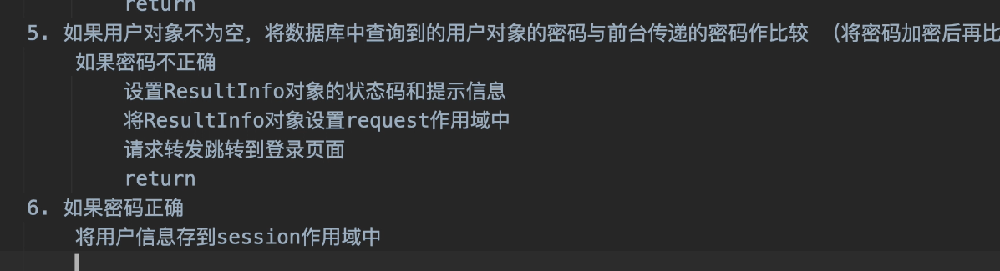 return
5. 如果用户对象不为空，将数据库中查询到的用户对象的密码与前台传递的密码作比较 （将密码加密后再比
如果密码不正确
设置ResultInfo对象的状态码和提示信息
将ResultInfo对象设置request作用域中
请求转发跳转到登录页面
return
6. 如果密码正确
将用户信息存到session作用域中